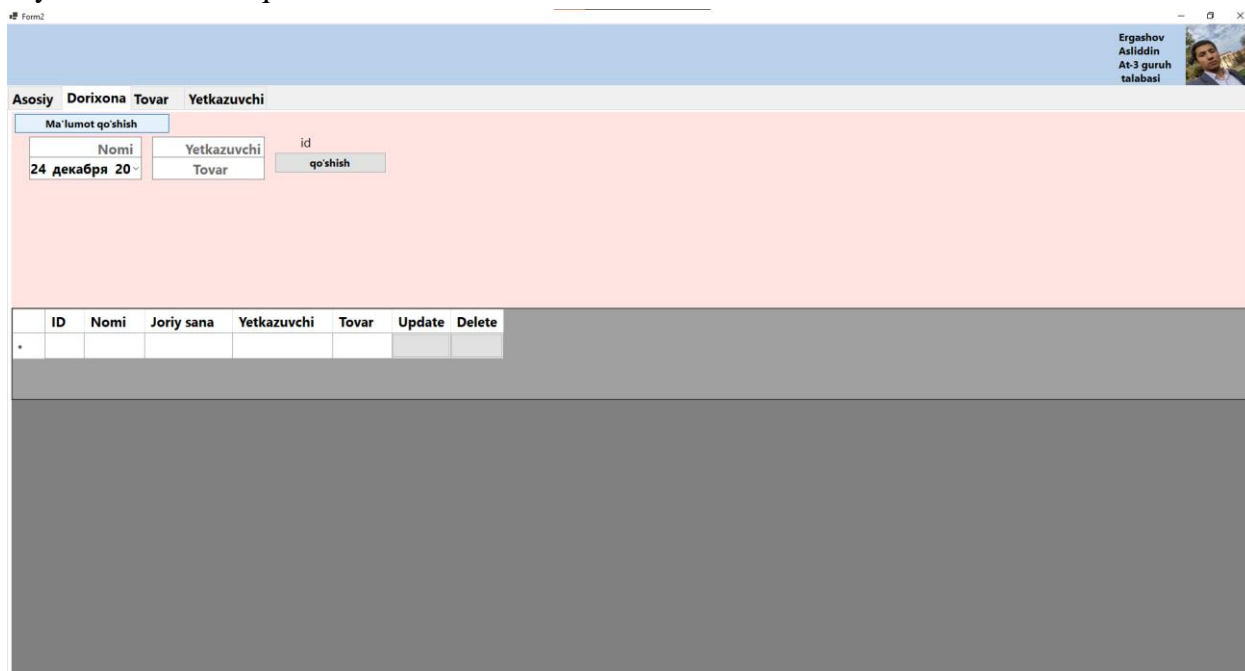 Form2
Ergashov
Asliddin
At-3 guruh
talabasi
Asosiy Dorixona Tovar Yetkazuvchi
Ma'lumot qo'shish
Nomi Yetkazuvchi id
24 декабря 20 Tovar qo'shish
ID Nomi Joriy sana Yetkazuvchi Tovar Update Delete